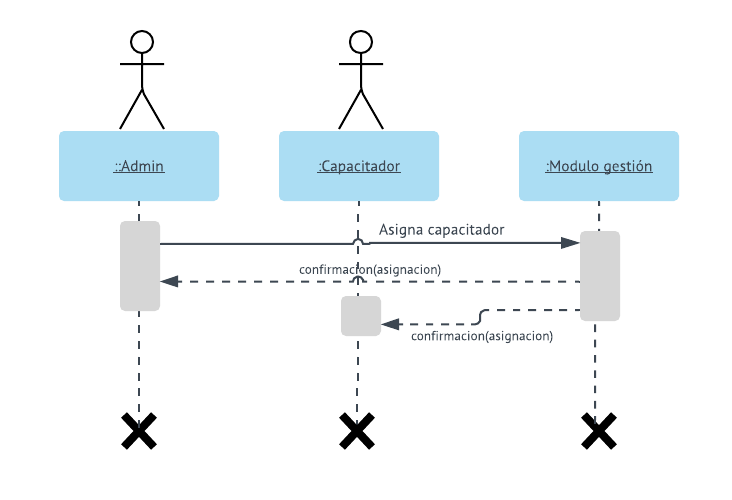 ::Admin
:Capacitador
:Modulo gestión
Asigna capacitador
confirmacion(asignacion)
confirmacion(asignacion)